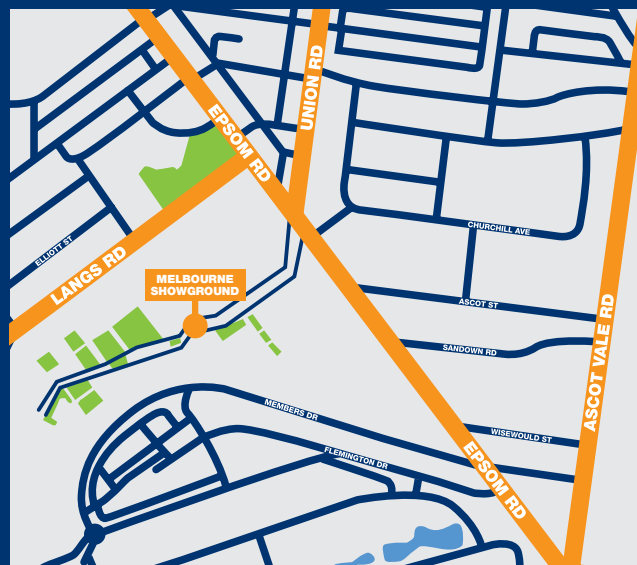 UNION RD
EPSOM RD
CHURCHILL AVE
ELLIOTT ST
LANGS RD
MELBOURNE
SHOWGROUND
ASCOT ST
SANDOWN RD
ASCOT VALE RD
MEMBERS DR
WISEWOULD ST
FLEMINGTON DR
EPSOM RD